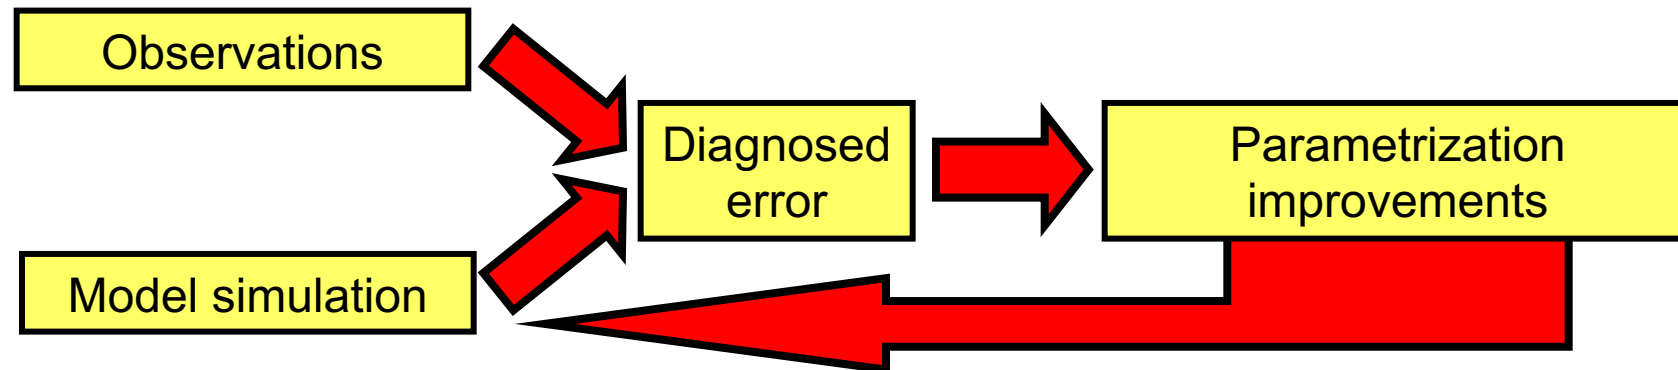 Observations
Diagnosed
error
Parametrization
improvements
Model simulation